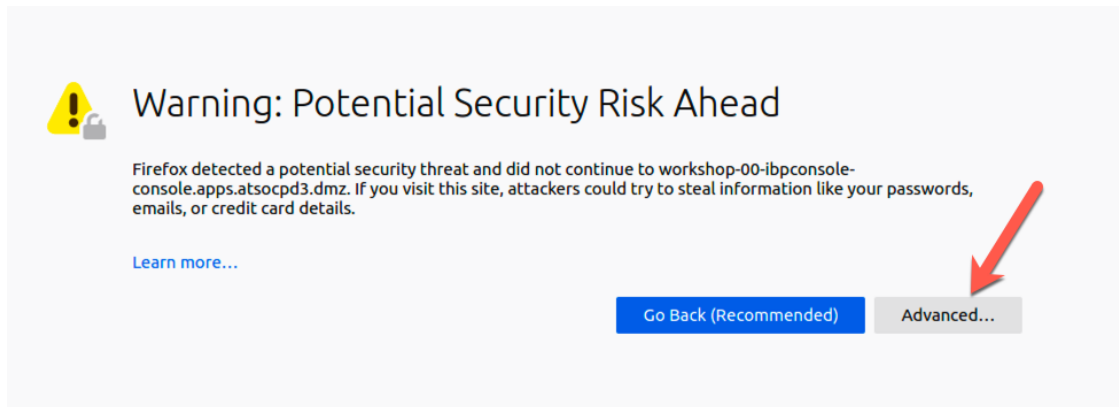 Warning: Potential Security Risk Ahead
Firefox detected a potential security threat and did not continue to workshop-00-ibpconsole-
console.apps.atsocpd3.dmz. If you visit this site, attackers could try to steal information like your passwords,
emails, or credit card details.
Learn more…
Go Back (Recommended)
Advanced…